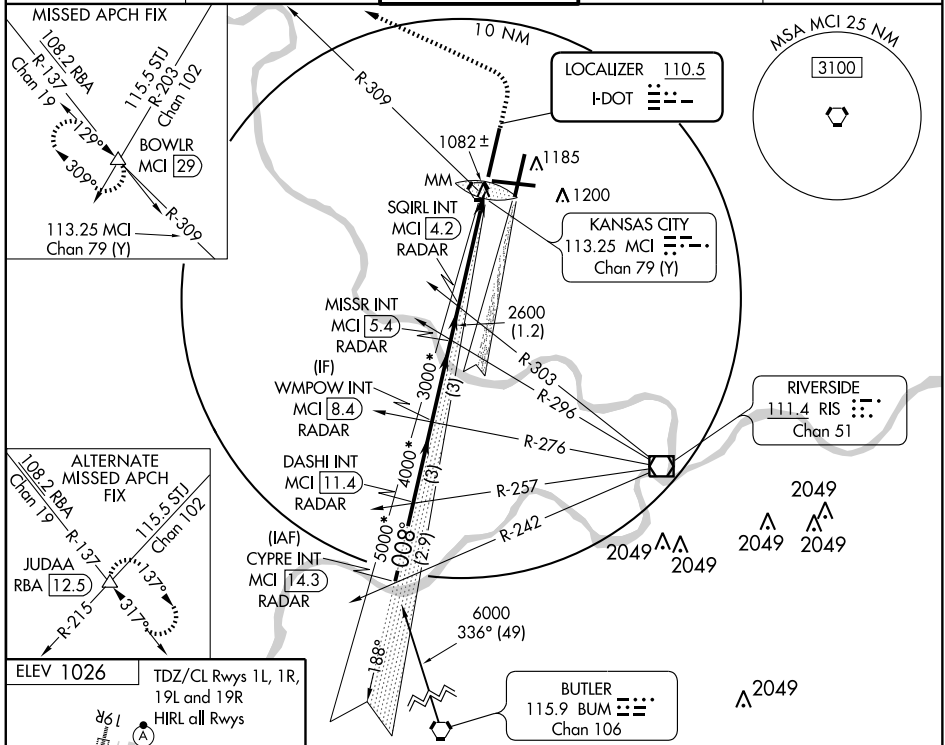 MISSED APCH FIX
108.2 RBA
R-137
Chan 19
115.5 STJ
R-203
Chan 102
129°
309°
BOWLR
MCI 29
R-309
113.25 MCI
Chan 79 (Y)
10 NM
R-309
LOCALIZER 110.5
I-DOT
MSA MCI 25 NM
3100
1082 ±
1185
1200
MM
KANSAS CITY
113.25 MCI
Chan 79 (Y)
SQIRL INT
MCI 4.2
RADAR
MISSR INT
MCI 5.4
RADAR
2600
(1.2)
(IF)
WMPOW INT
MCI 8.4
RADAR
3000*
(3)
R-303
R-296
R-276
R-257
R-242
RIVERSIDE
111.4 RIS
Chan 51
DASHI INT
MCI 11.4
RADAR
4000*
(3)
(IAF)
CYPRE INT
MCI 14.3
RADAR
5000*
008°
(2.9)
188°
6000
336° (49)
2049
2049
2049
2049
2049
2049
BUTLER
115.9 BUM
Chan 106
ALTERNATE
MISSED APCH
FIX
108.2 RBA
Chan 19
R-137
115.5 STJ
Chan 102
JUDAA
RBA 12.5
137°
317°
R-215
ELEV 1026
TDZ/CL Rwys 1L, 1R,
19L and 19R
HIRL all Rwys
19R
A